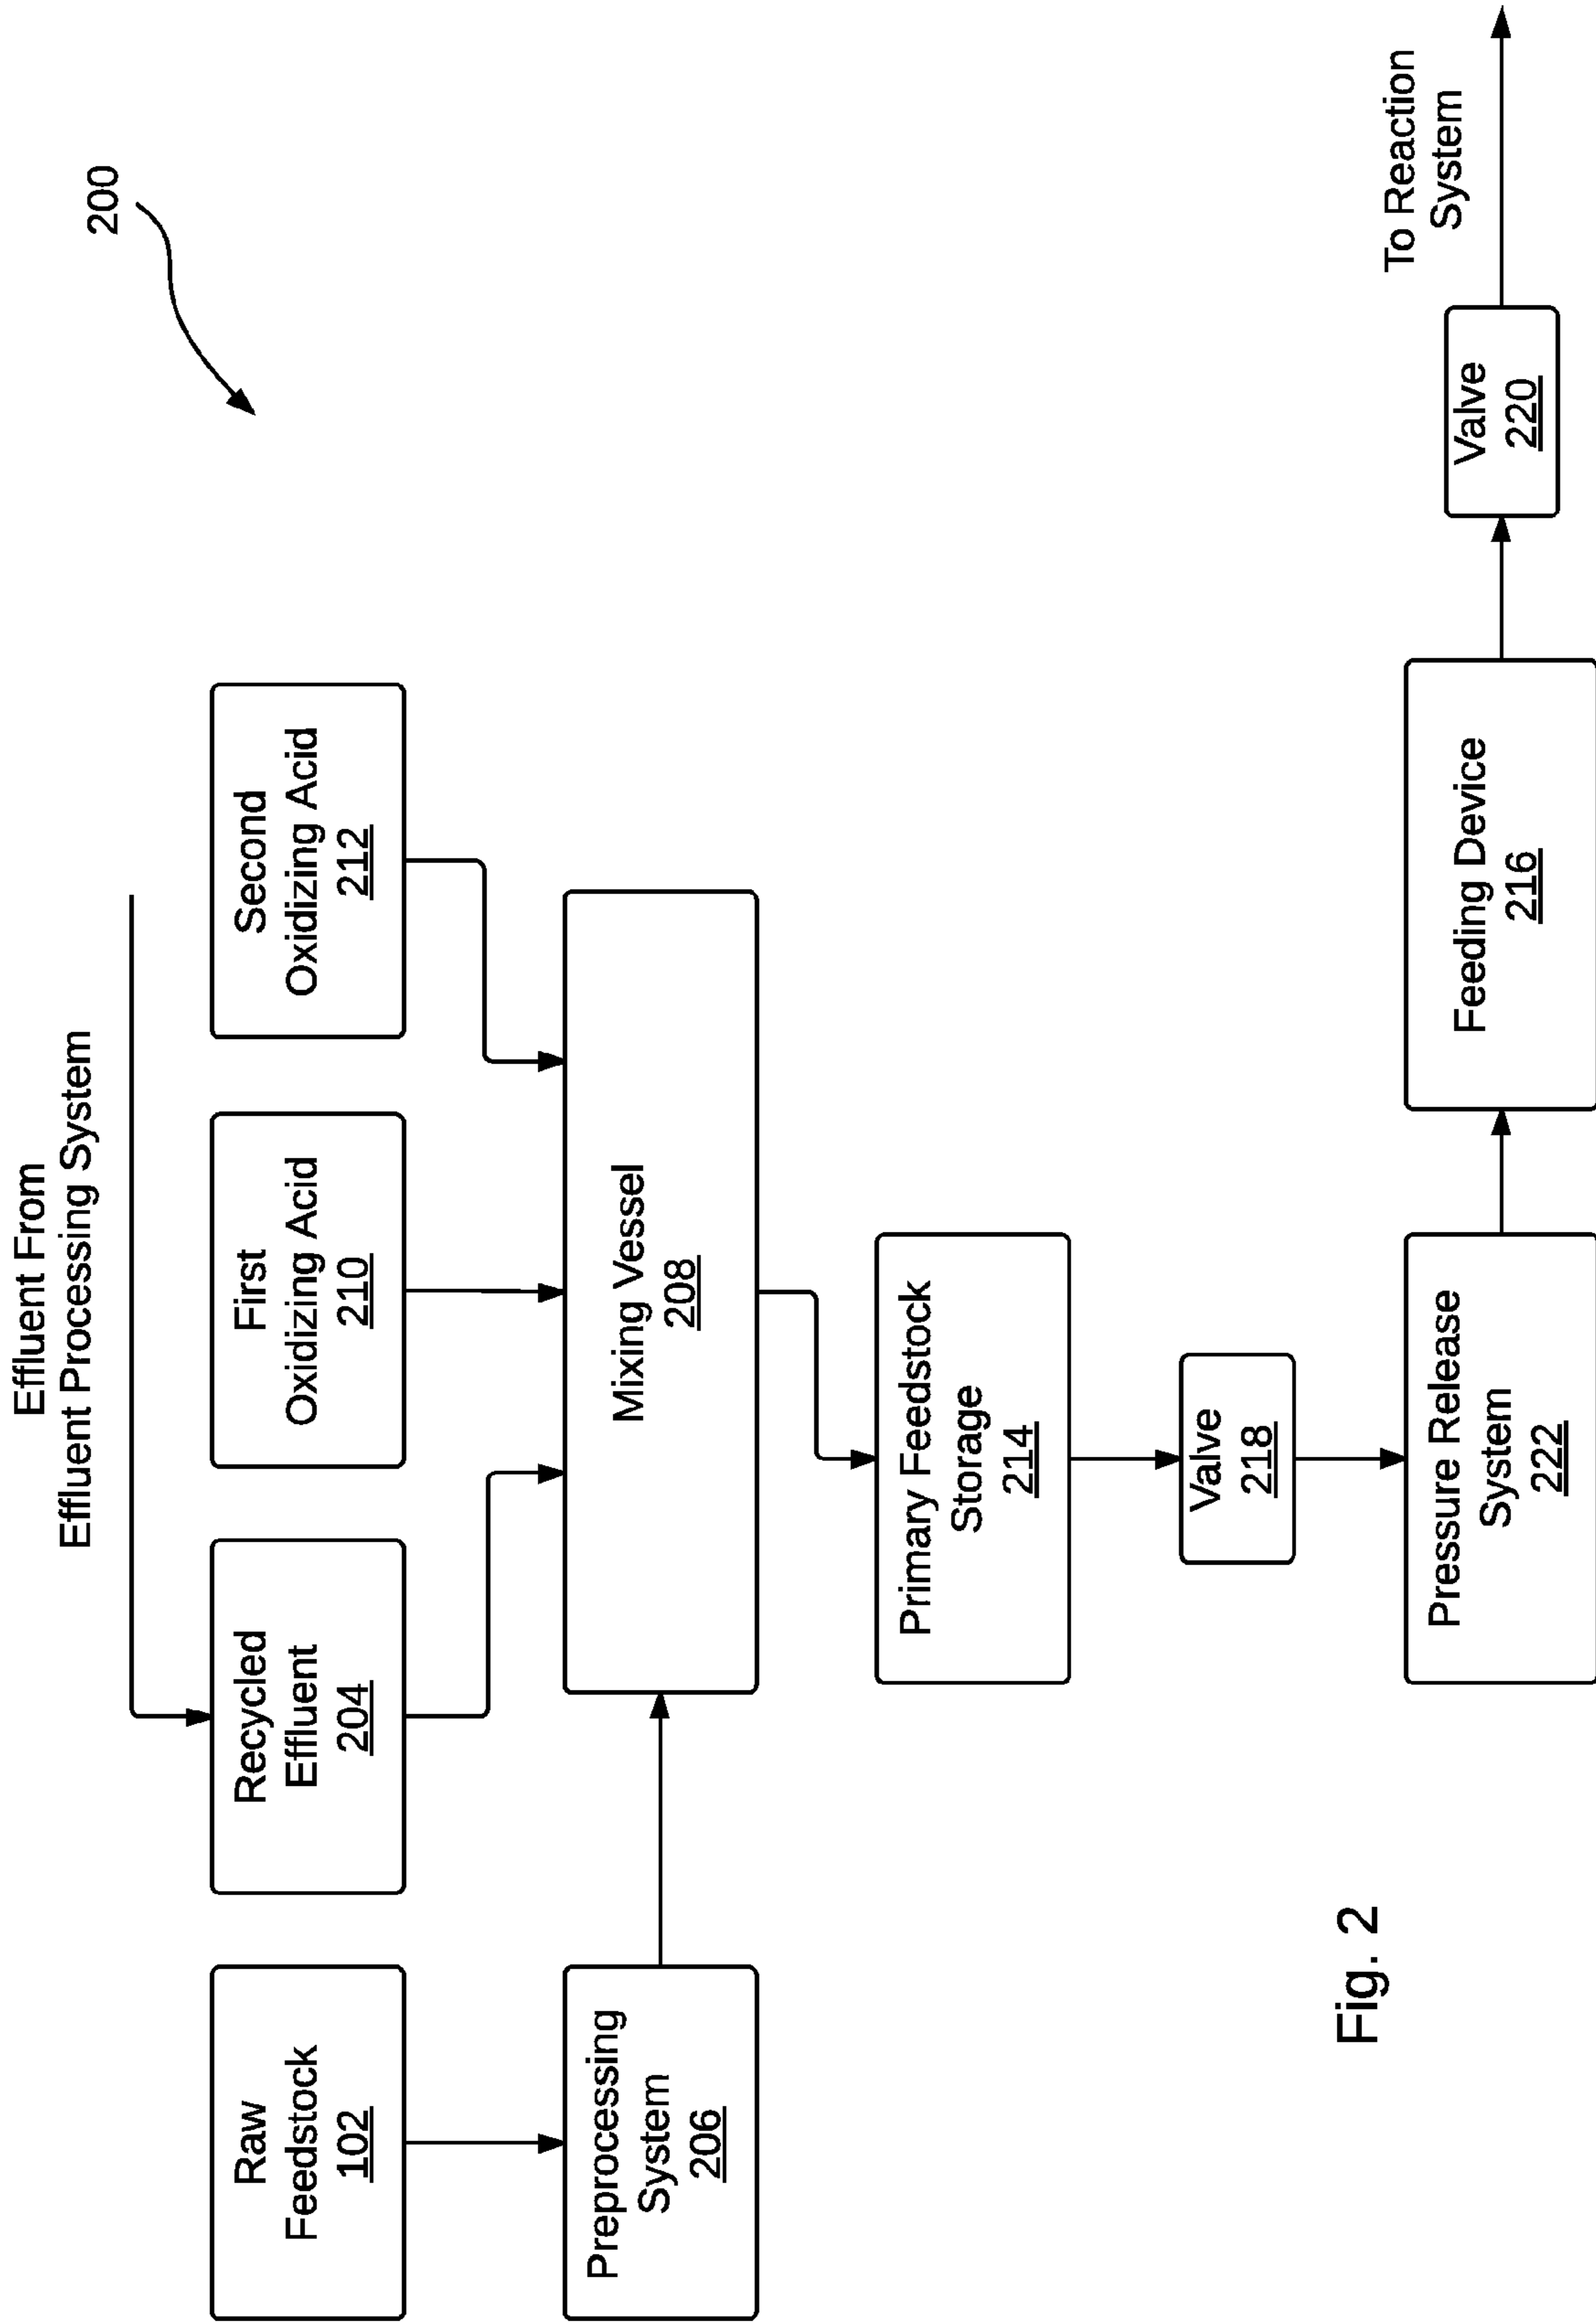 200
Effluent From
Effluent Processing System
Raw
Feedstock
102
Recycled
Effluent
204
First
Oxidizing Acid
210
Second
Oxidizing Acid
212
Preprocessing
System
206
Mixing Vessel
208
Primary Feedstock
Storage
214
Valve
218
Pressure Release
System
222
Feeding Device
216
Valve
220
To Reaction
System
Fig. 2